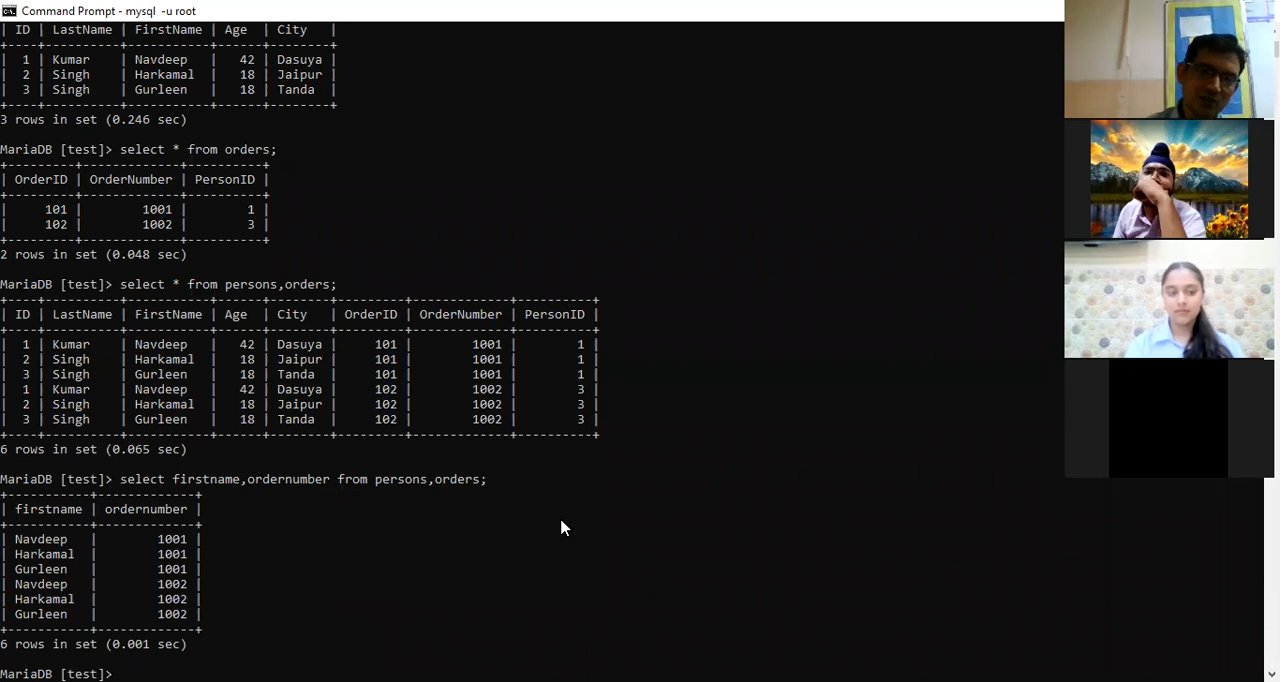 Command Prompt - mysql -u root
| ID | LastName | FirstName | Age  | City   |
+----+----------+-----------+------+--------+
|  1 | Kumar    | Navdeep   |   42 | Dasuya |
|  2 | Singh    | Harkamal  |   18 | Jaipur |
|  3 | Singh    | Gurleen   |   18 | Tanda  |
+----+----------+-----------+------+--------+
3 rows in set (0.246 sec)
MariaDB [test]> select * from orders;
+---------+-------------+----------+
| OrderID | OrderNumber | PersonID |
+---------+-------------+----------+
|     101 |        1001 |        1 |
|     102 |        1002 |        3 |
+---------+-------------+----------+
2 rows in set (0.048 sec)
MariaDB [test]> select * from persons,orders;
+----+----------+-----------+------+--------+---------+-------------+----------+
| ID | LastName | FirstName | Age  | City   | OrderID | OrderNumber | PersonID |
+----+----------+-----------+------+--------+---------+-------------+----------+
|  1 | Kumar    | Navdeep   |   42 | Dasuya |     101 |        1001 |        1 |
|  2 | Singh    | Harkamal  |   18 | Jaipur |     101 |        1001 |        1 |
|  3 | Singh    | Gurleen   |   18 | Tanda  |     101 |        1001 |        1 |
|  1 | Kumar    | Navdeep   |   42 | Dasuya |     102 |        1002 |        3 |
|  2 | Singh    | Harkamal  |   18 | Jaipur |     102 |        1002 |        3 |
|  3 | Singh    | Gurleen   |   18 | Tanda  |     102 |        1002 |        3 |
+----+----------+-----------+------+--------+---------+-------------+----------+
6 rows in set (0.065 sec)
MariaDB [test]> select firstname,ordernumber from persons,orders;
+-----------+-------------+
| firstname | ordernumber |
+-----------+-------------+
| Navdeep   |        1001 |
| Harkamal  |        1001 |
| Gurleen   |        1001 |
| Navdeep   |        1002 |
| Harkamal  |        1002 |
| Gurleen   |        1002 |
+-----------+-------------+
6 rows in set (0.001 sec)
MariaDB [test]>